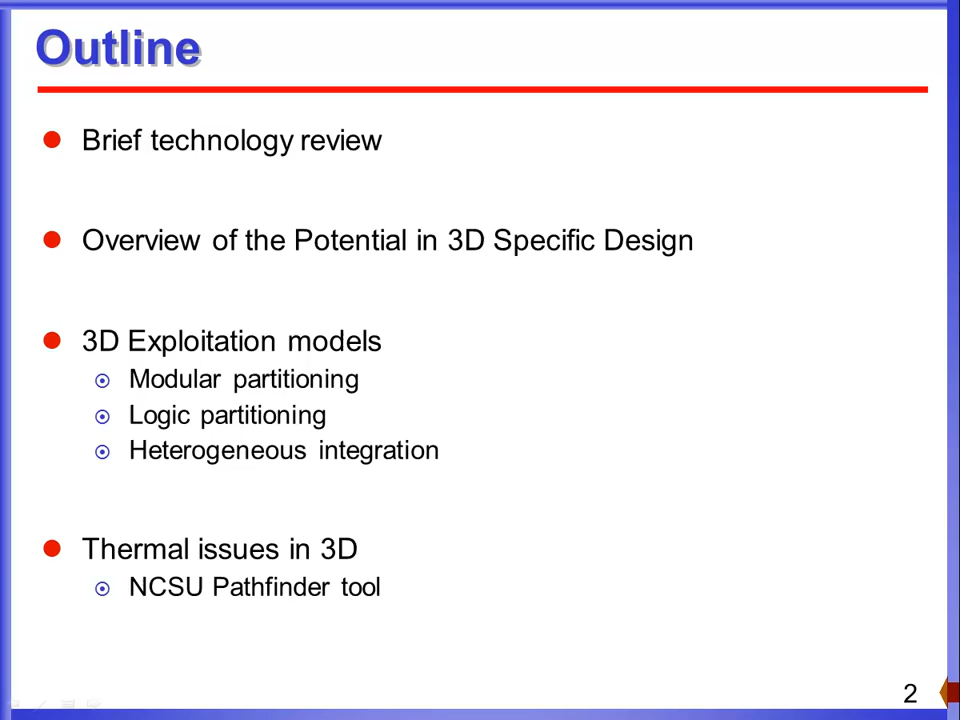 Outline
Brief technology review
Overview of the Potential in 3D Specific Design
3D Exploitation models
Modular partitioning
Logic partitioning
Heterogeneous integration
Thermal issues in 3D
NCSU Pathfinder tool
2